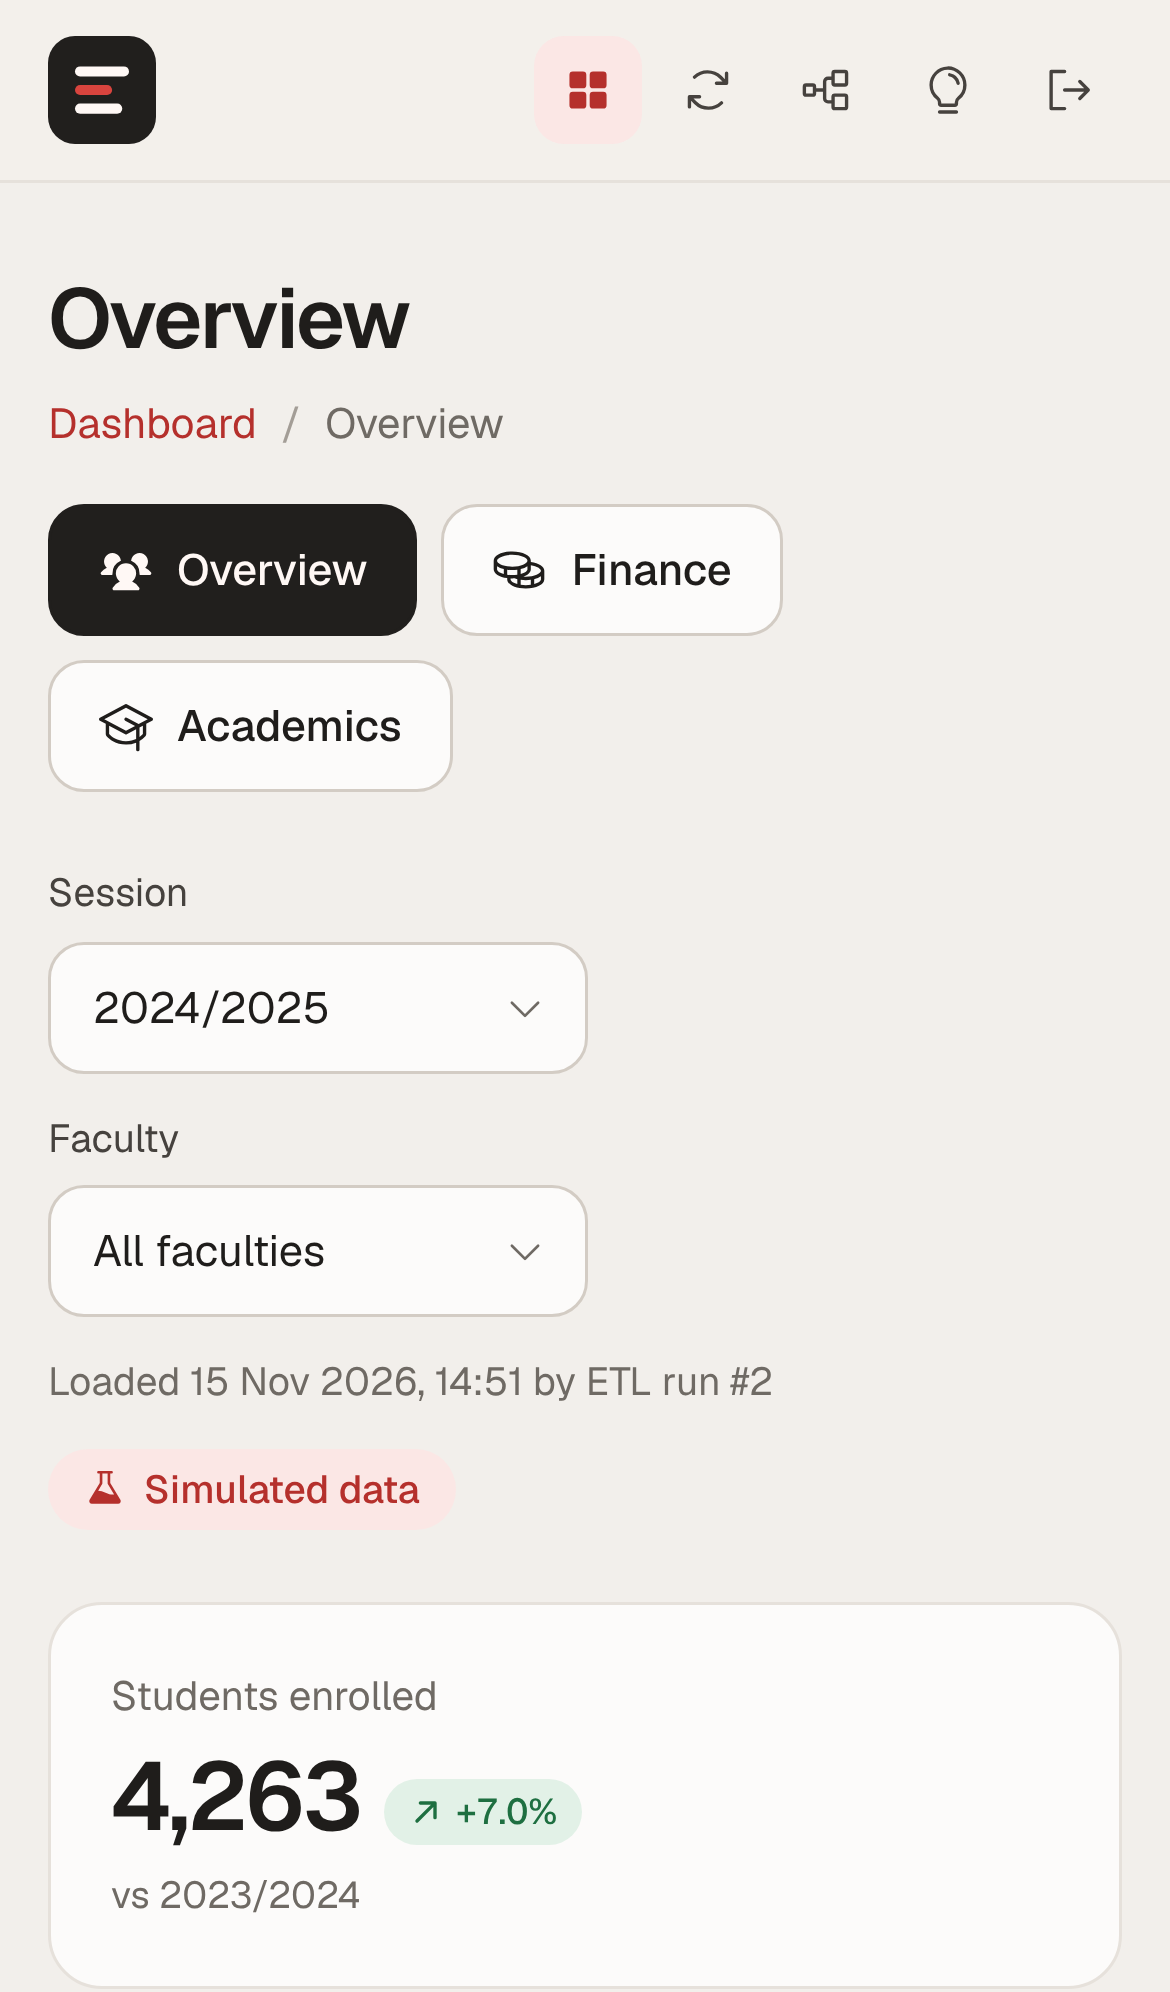 Overview
Dashboard / Overview
Overview
Finance
Academics
Session
2024/2025
Faculty
All faculties
Loaded 15 Nov 2026, 14:51 by ETL run #2
Simulated data
Students enrolled
4,263 +7.0%
vs 2023/2024